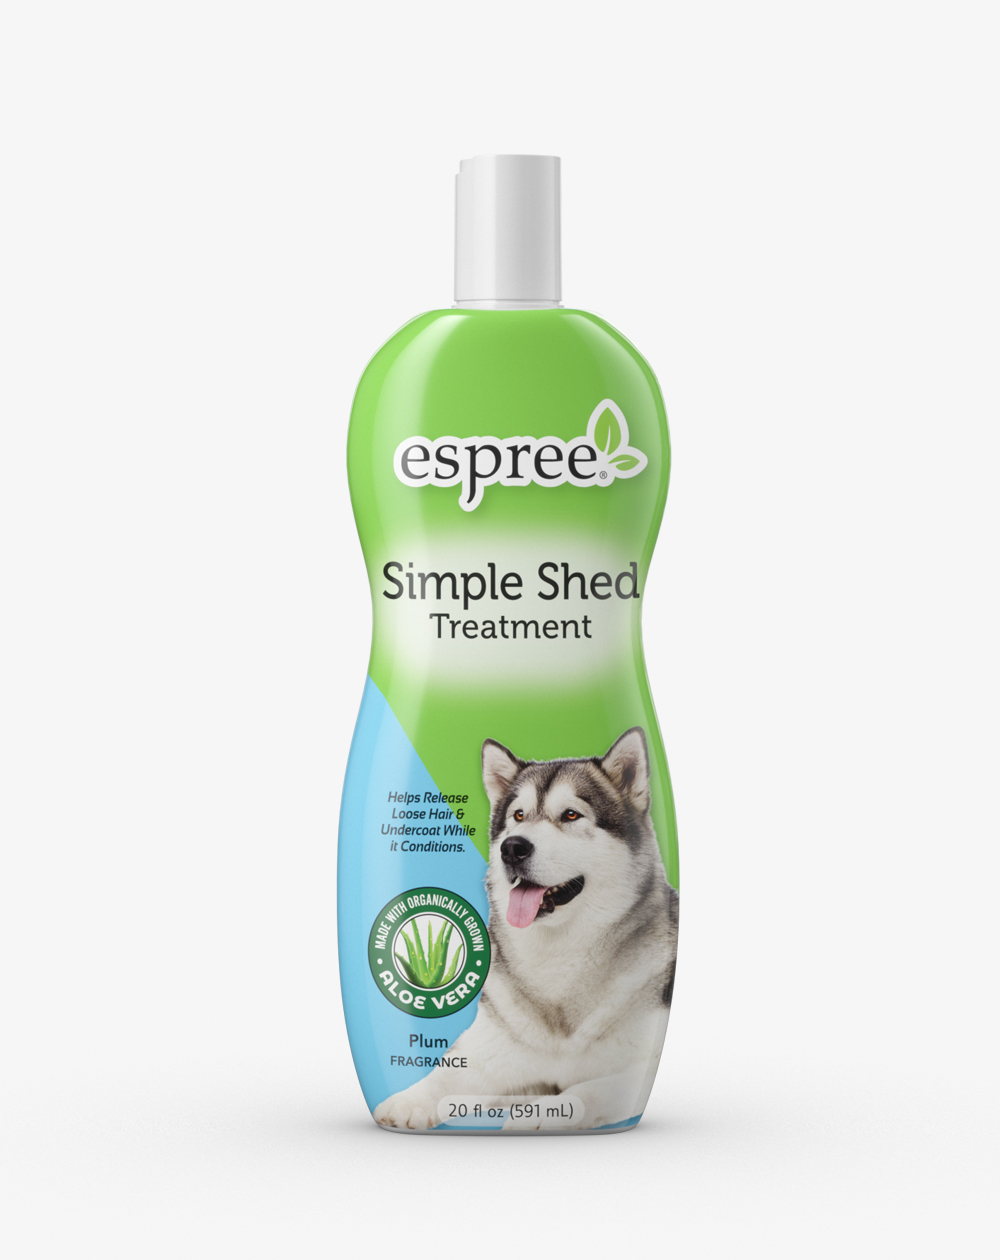 espree®
Simple Shed
Treatment
Helps Release
Loose Hair &
Undercoat While
it Conditions.
• MADE WITH ORGANICALLY GROWN •
ALOE VERA
Plum
FRAGRANCE
20 fl oz (591 mL)